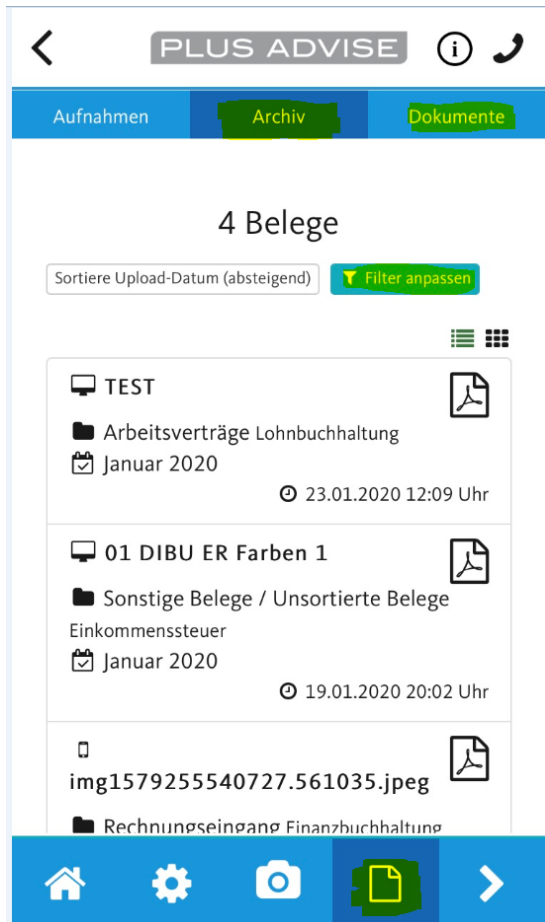 PLUS ADVISE
Aufnahmen Archiv Dokumente
4 Belege
Sortiere Upload-Datum (absteigend) Filter anpassen
TEST
Arbeitsverträge Lohnbuchhaltung
Januar 2020
23.01.2020 12:09 Uhr
01 DIBU ER Farben 1
Sonstige Belege / Unsortierte Belege
Einkommenssteuer
Januar 2020
19.01.2020 20:02 Uhr
img1579255540727.561035.jpeg
Rechnungseingang Finanzbuchhaltung